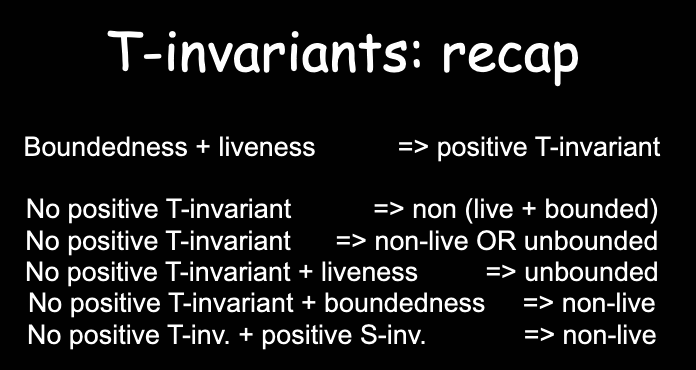 T-invariants: recap
Boundedness + liveness => positive T-invariant
No positive T-invariant => non (live + bounded)
No positive T-invariant => non-live OR unbounded
No positive T-invariant + liveness => unbounded
No positive T-invariant + boundedness => non-live
No positive T-inv. + positive S-inv. => non-live